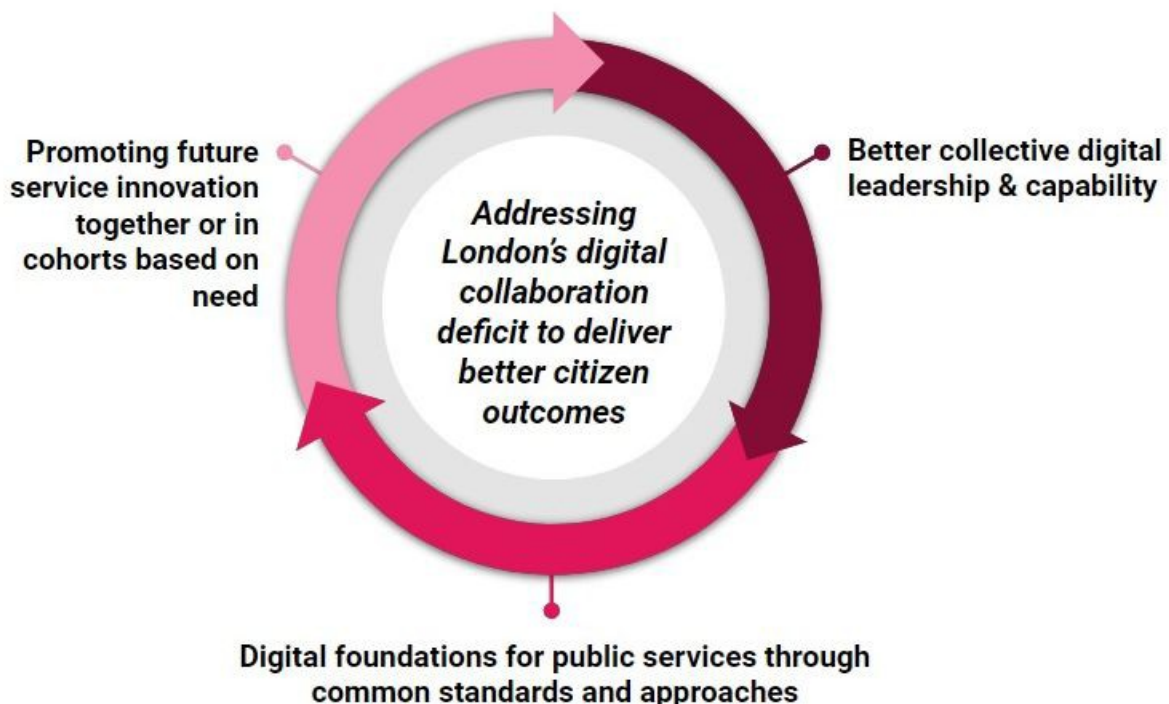 Promoting future
service innovation
together or in
cohorts based on
need
Better collective digital
leadership & capability
Addressing
London's digital
collaboration
deficit to deliver
better citizen
outcomes
Digital foundations for public services through
common standards and approaches